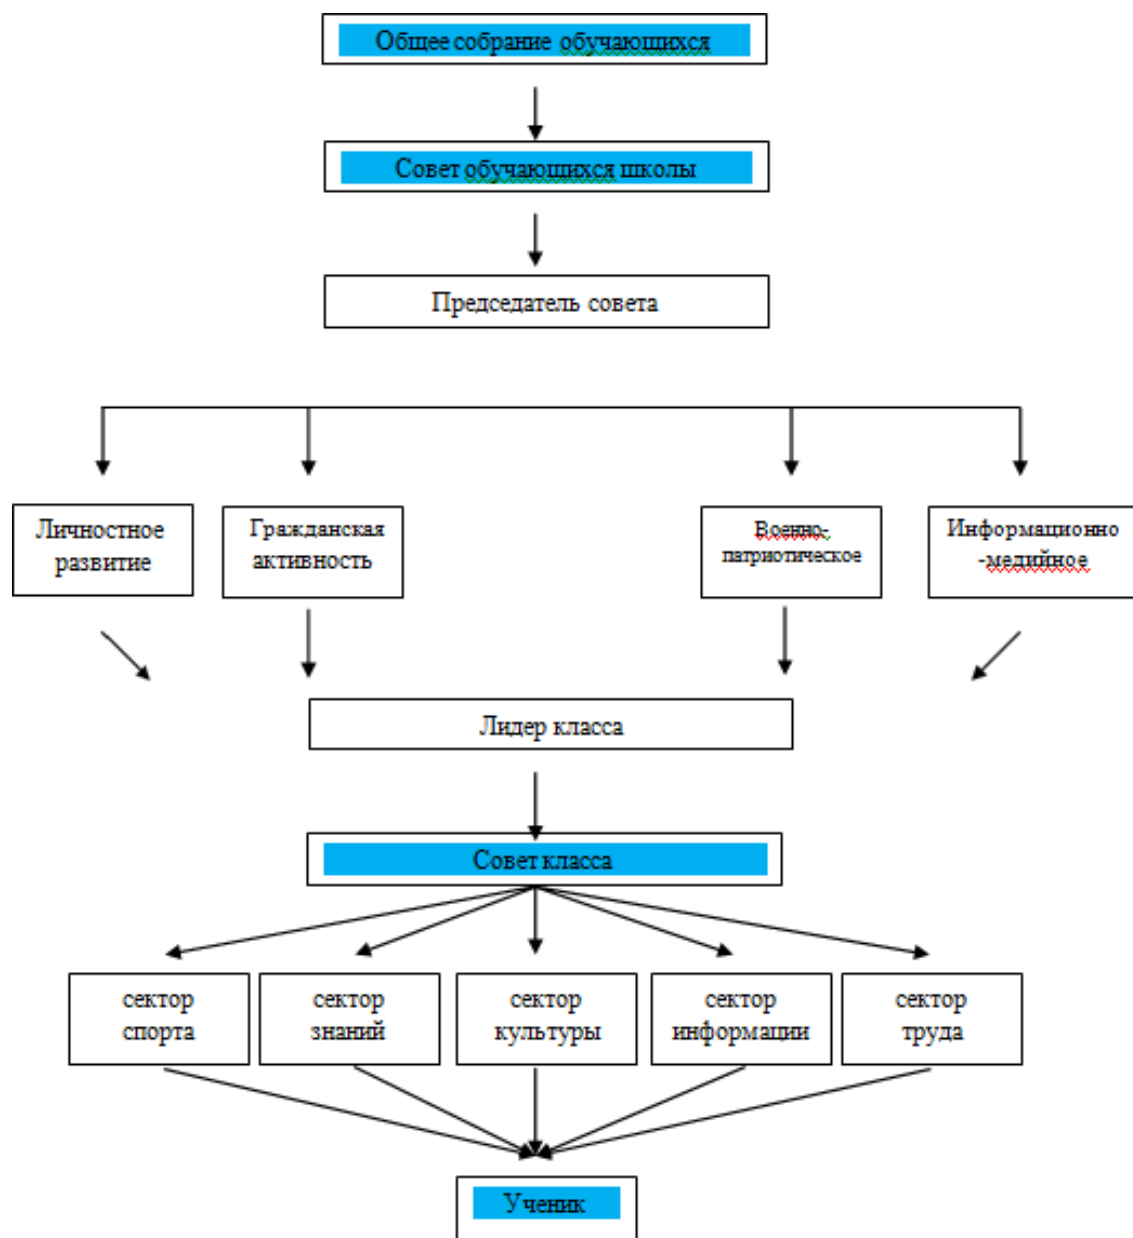 Общее собрание обучающихся
Совет обучающихся школы
Председатель совета
Личностное
развитие
Гражданская
активность
Военно-
патриотическое
Информационно
-медийное
Лидер класса
Совет класса
сектор
спорта
сектор
знаний
сектор
культуры
сектор
информации
сектор
труда
Ученик